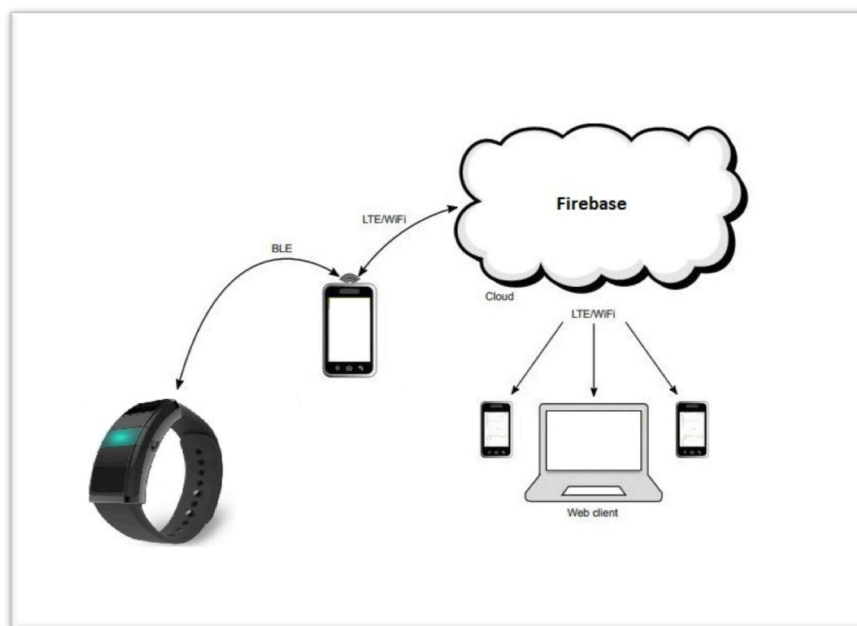 Firebase
LTE/WiFi
BLE
Cloud
LTE/WiFi
Web client